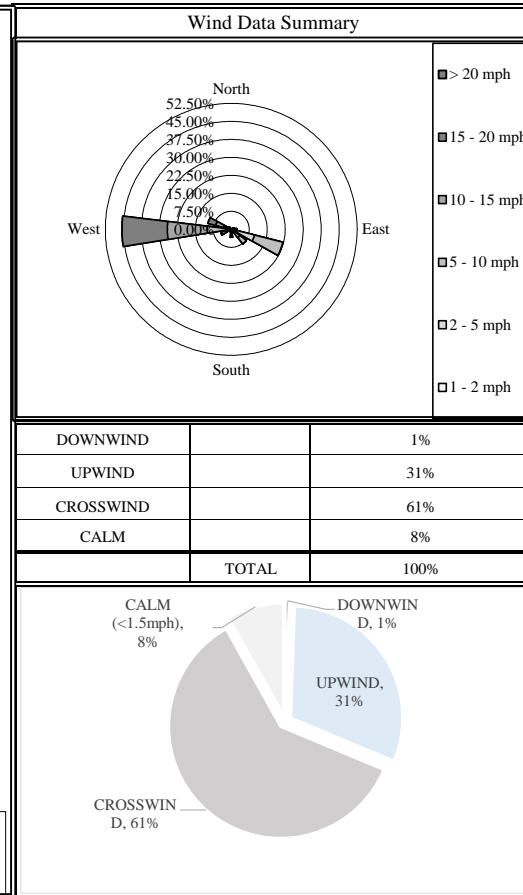 Wind Data Summary
North
52.50%
45.00%
37.50%
30.00%
22.50%
15.00%
7.50%
0.00%
West
East
South
> 20 mph
15 - 20 mph
10 - 15 mph
5 - 10 mph
2 - 5 mph
1 - 2 mph
DOWNWIND 1%
UPWIND 31%
CROSSWIND 61%
CALM 8%
TOTAL 100%
CALM
(<1.5mph),
8%
DOWNWIN
D, 1%
UPWIND,
31%
CROSSWIN
D, 61%